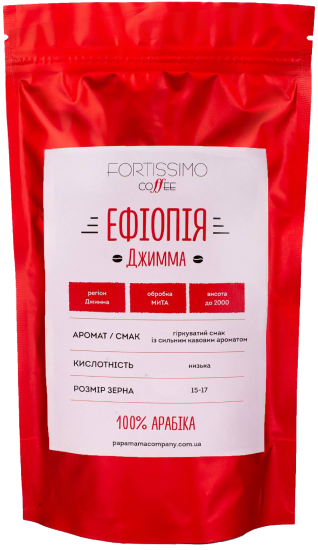 FORTISSIMO
COffEE
ЕФІОПІЯ
Джимма
регіон
Джимма
обробка
МИТА
висота
до 2000
АРОМАТ / СМАК
гіркуватий смак
із сильним кавовим ароматом
КИСЛОТНІСТЬ
низька
РОЗМІР ЗЕРНА
15-17
100% АРАБІКА
papamamacompany.com.ua